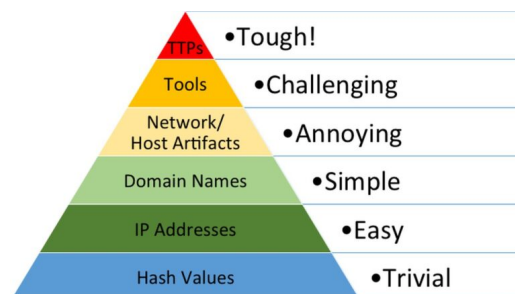 TTPs
•Tough!
Tools
•Challenging
Network/
Host Artifacts
•Annoying
Domain Names
•Simple
IP Addresses
•Easy
Hash Values
•Trivial